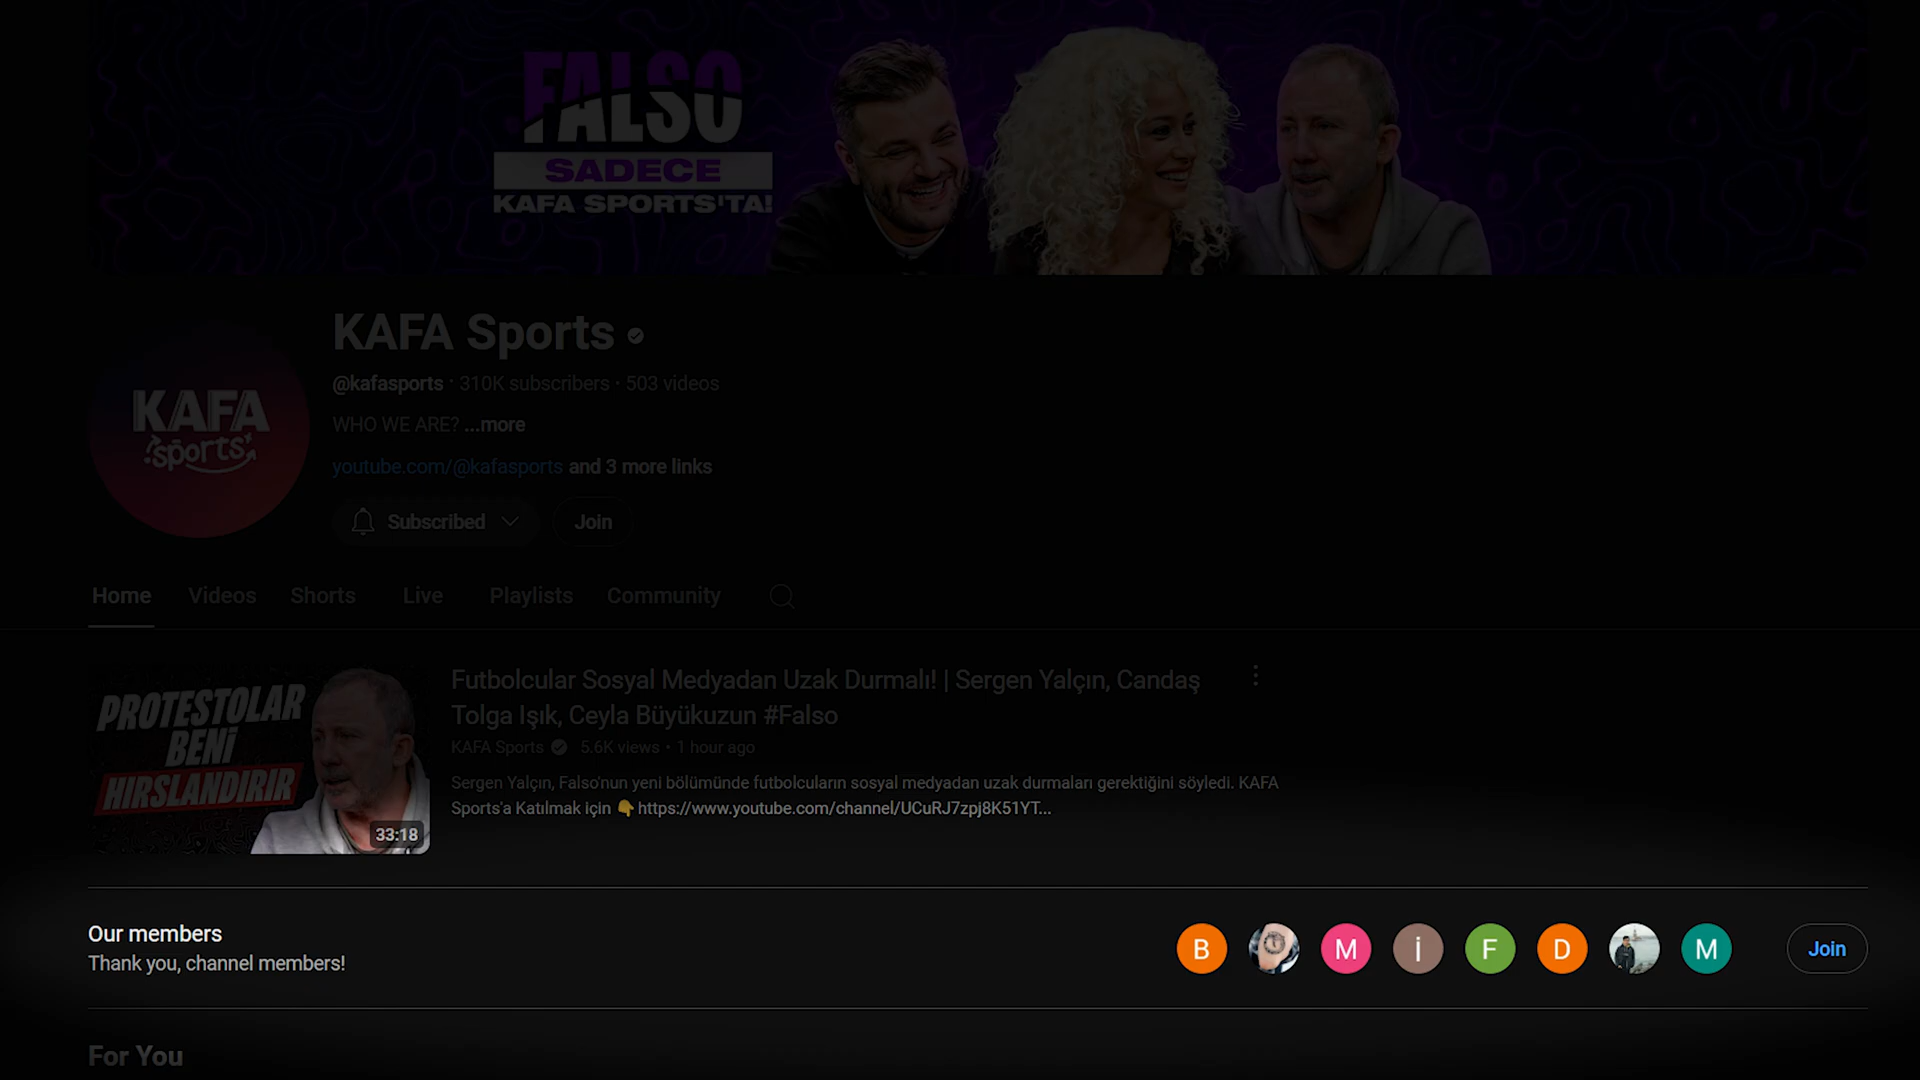 FALSO
SADECE
KAFA SPORTS'TA!
KAFA Sports
@kafasports · 310K subscribers · 503 videos
WHO WE ARE? ...more
youtube.com/@kafasports and 3 more links
Subscribed
Join
KAFA
sports
Home Videos Shorts Live Playlists Community
PROTESTOLAR
BENİ
HIRSLANDIRIR
33:18
Futbolcular Sosyal Medyadan Uzak Durmalı! | Sergen Yalçın, Candaş
Tolga Işık, Ceyla Büyükuzun #Falso
KAFA Sports 5.6K views • 1 hour ago
Sergen Yalçın, Falso'nun yeni bölümünde futbolcuların sosyal medyadan uzak durmaları gerektiğini söyledi. KAFA
Sports'a Katılmak için 👇 https://www.youtube.com/channel/UCuRJ7zpj8K51YT...
Our members
Thank you, channel members!
B M İ F D M
Join
For You